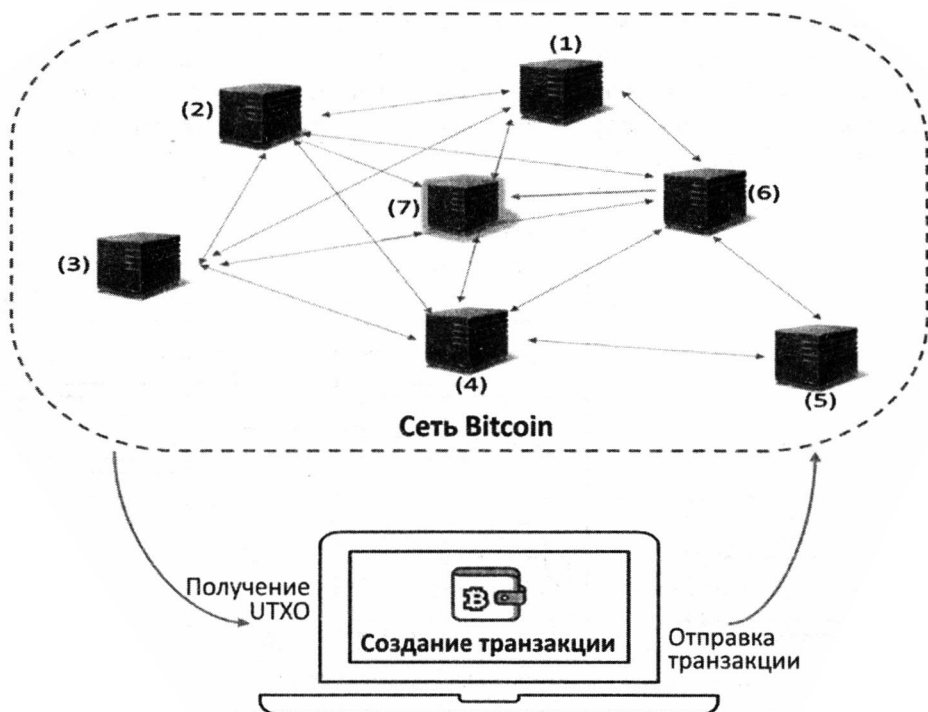 (1)
(2)
(7)
(6)
(3)
(4)
(5)
Сеть Bitcoin
Получение
UTXO
Создание транзакции
Отправка
транзакции